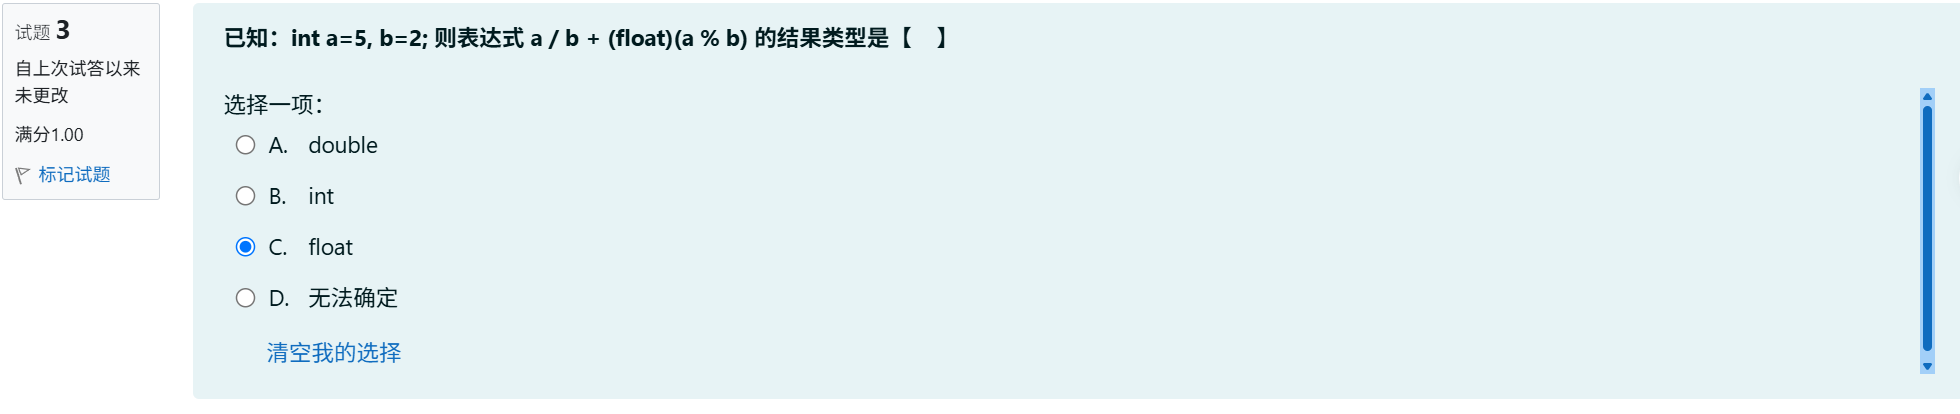 试题 3
自上次试答以来
未更改
满分1.00
标记试题
已知：int a=5, b=2; 则表达式 a / b + (float)(a % b) 的结果类型是【    】
选择一项：
A. double
B. int
C. float
D. 无法确定
清空我的选择